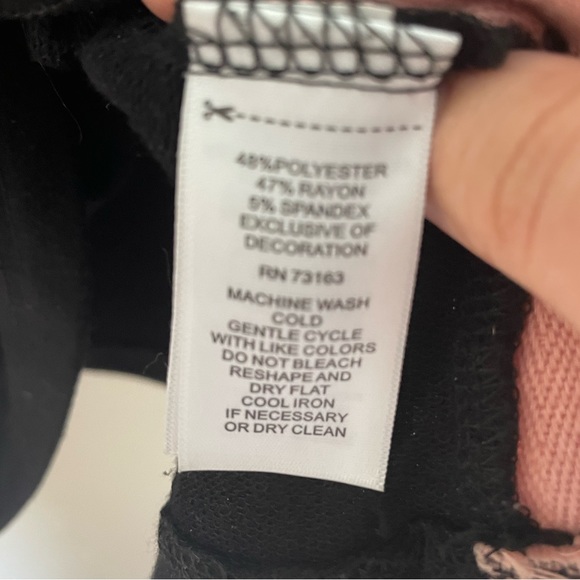 48%POLYESTER
47% RAYON
5% SPANDEX
EXCLUSIVE OF
DECORATION
RN 73163
MACHINE WASH
COLD
GENTLE CYCLE
WITH LIKE COLORS
DO NOT BLEACH
RESHAPE AND
DRY FLAT
COOL IRON
IF NECESSARY
OR DRY CLEAN